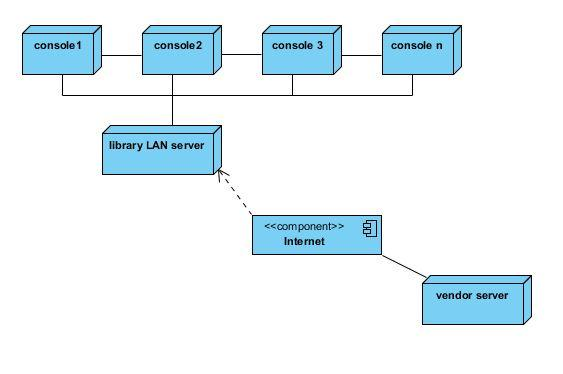 console1
console2
console 3
console n
library LAN server
<<component>>
Internet
vendor server